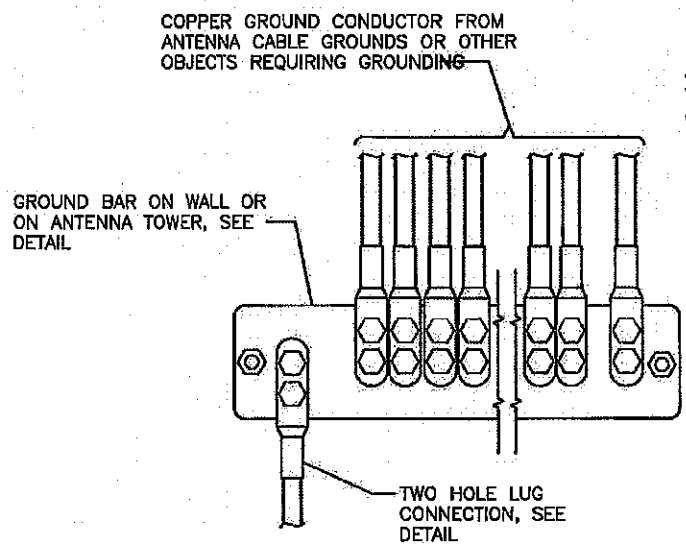 COPPER GROUND CONDUCTOR FROM
ANTENNA CABLE GROUNDS OR OTHER
OBJECTS REQUIRING GROUNDING
GROUND BAR ON WALL OR
ON ANTENNA TOWER, SEE
DETAIL
TWO HOLE LUG
CONNECTION, SEE
DETAIL